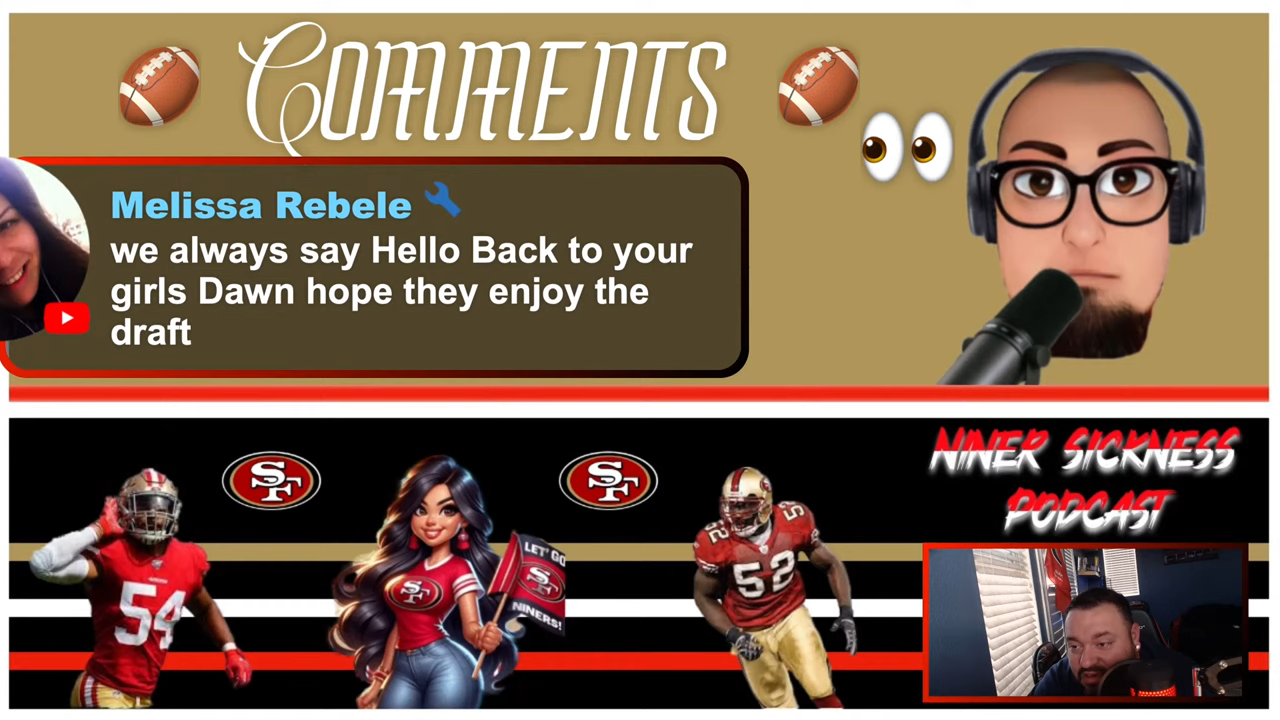 Comments
Melissa Rebele
we always say Hello Back to your
girls Dawn hope they enjoy the
draft
NINER SICKNESS
PODCAST
SF
SF
54
SF
LET' GO
NINERS!
52
52